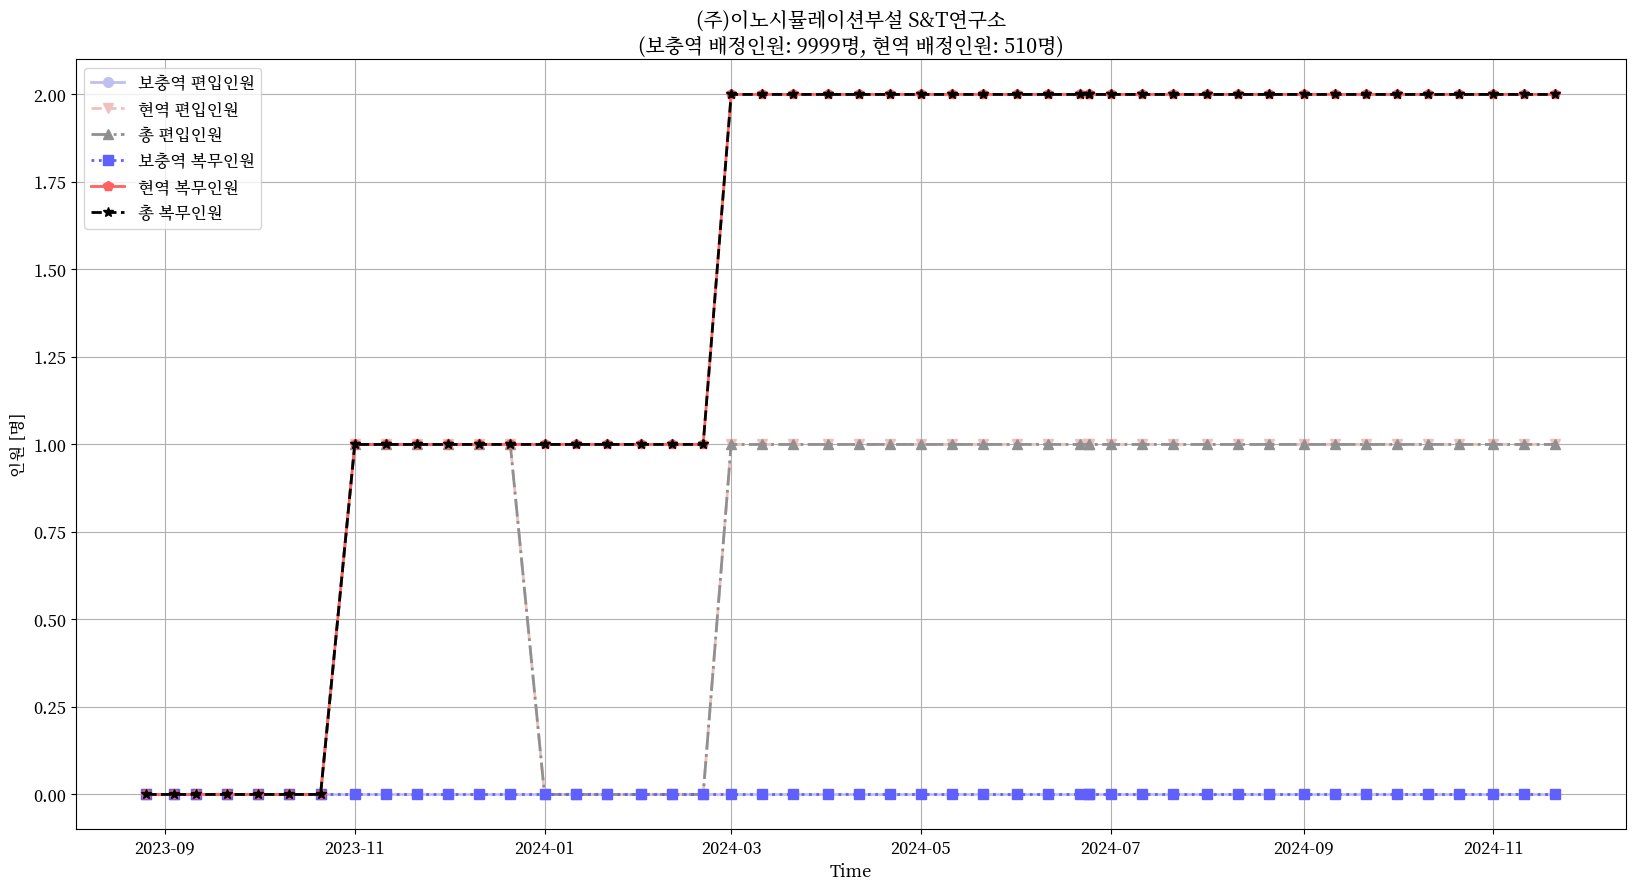 (주)이노시뮬레이션부설 S&T연구소
(보충역 배정인원: 9999명, 현역 배정인원: 510명)
보충역 편입인원
현역 편입인원
총 편입인원
보충역 복무인원
현역 복무인원
총 복무인원
2.00
1.75
1.50
1.25
1.00
0.75
0.50
0.25
0.00
인원 [명]
2023-09 2023-11 2024-01 2024-03 2024-05 2024-07 2024-09 2024-11
Time